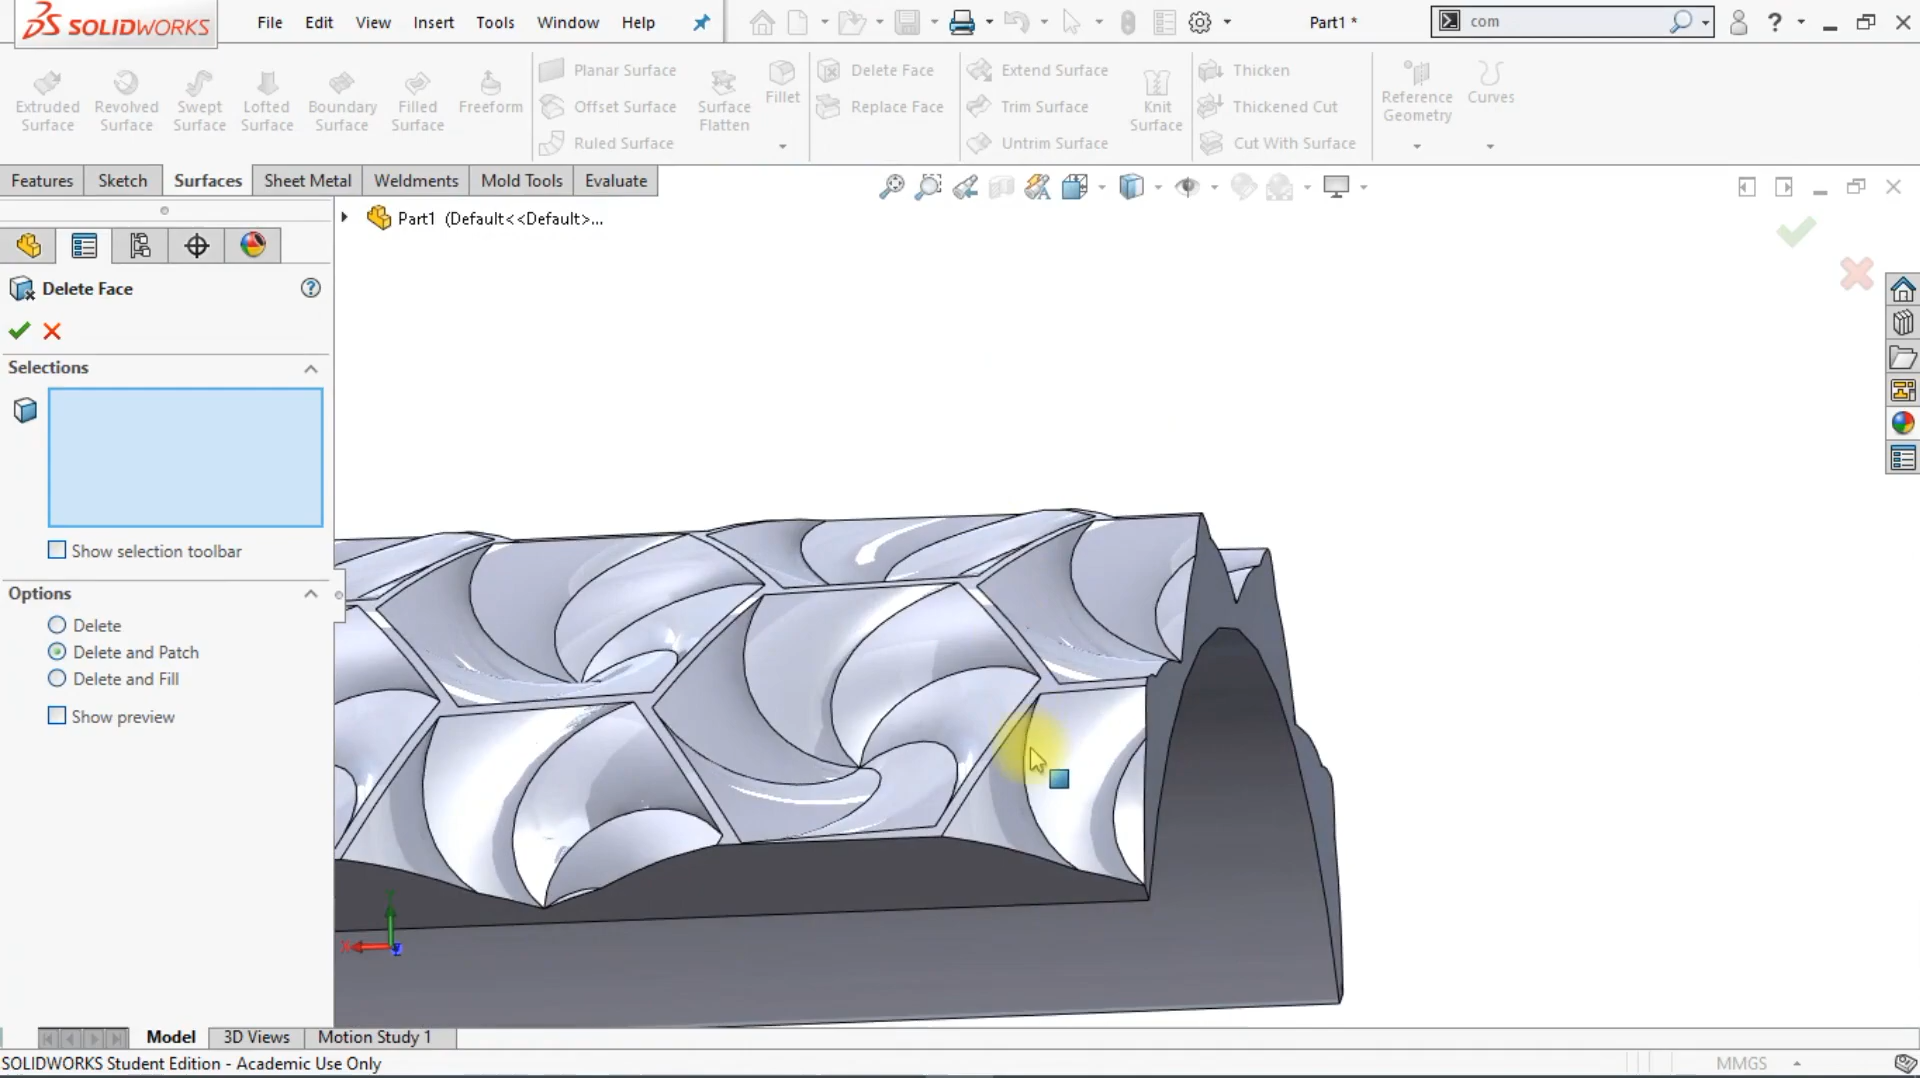 SOLIDWORKS File Edit View Insert Tools Window Help Part1 * com ?
Extruded Surface
Revolved Surface
Swept Surface
Lofted Surface
Boundary Surface
Filled Surface
Freeform
Planar Surface
Offset Surface
Ruled Surface
Surface Flatten
Fillet
Delete Face
Replace Face
Extend Surface
Trim Surface
Untrim Surface
Knit Surface
Thicken
Thickened Cut
Cut With Surface
Reference Geometry
Curves
Features Sketch Surfaces Sheet Metal Weldments Mold Tools Evaluate
Part1 (Default<<Default>...
Delete Face
Selections
Show selection toolbar
Options
Delete
Delete and Patch
Delete and Fill
Show preview
Model 3D Views Motion Study 1
SOLIDWORKS Student Edition - Academic Use Only MMGS